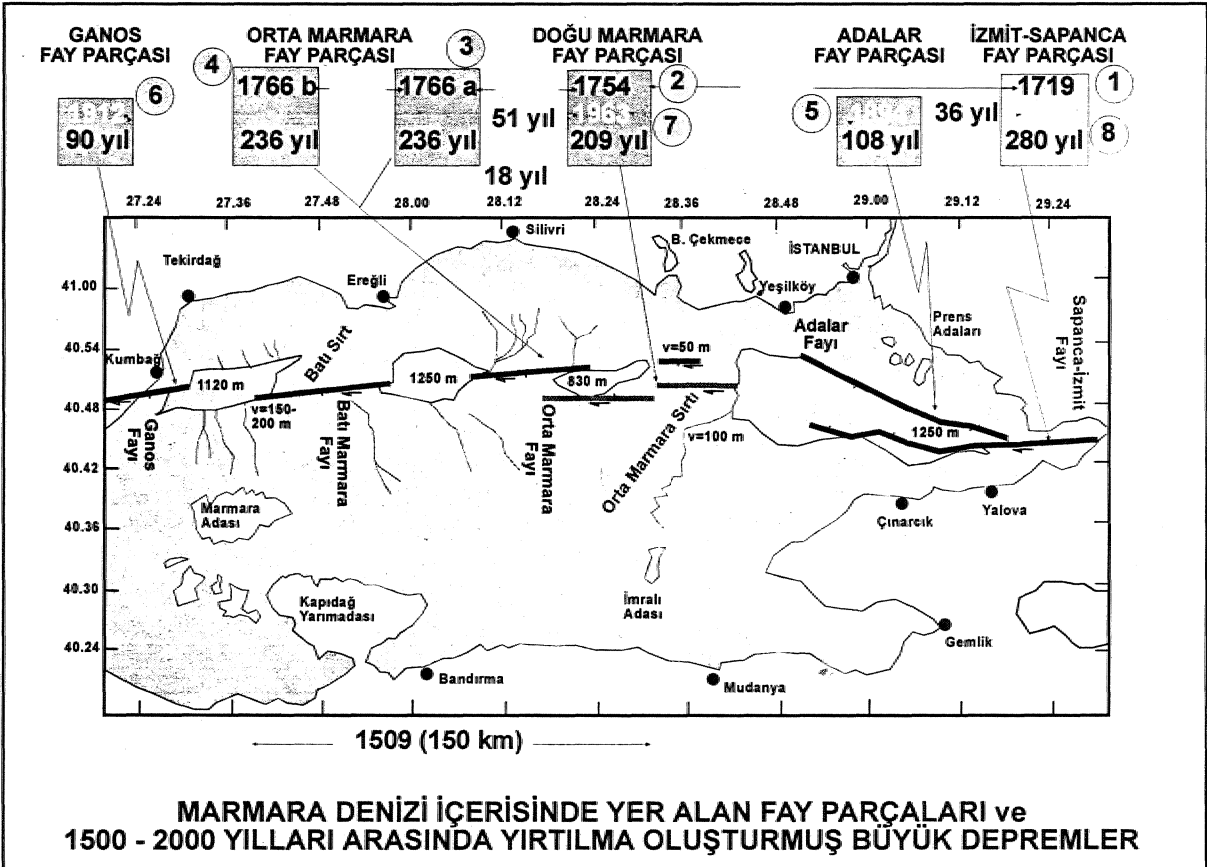 GANOS
FAY PARÇASI
ORTA MARMARA
FAY PARÇASI
DOĞU MARMARA
FAY PARÇASI
ADALAR
FAY PARÇASI
İZMİT-SAPANCA
FAY PARÇASI
6
90 yıl
4
1766 b
236 yıl
3
1766 a
236 yıl
51 yıl
18 yıl
2
1754
1963
7
209 yıl
5
108 yıl
36 yıl
1719
1
280 yıl
8
27.24
27.36
27.48
28.00
28.12
28.24
28.36
28.48
29.00
29.12
29.24
41.00
40.54
40.48
40.42
40.36
40.30
40.24
Tekirdağ
Ereğli
Silivri
B. Çekmece
İSTANBUL
Yeşilköy
Kumbağ
Batı Sırt
Adalar
Fayı
Prens
Adaları
Sapanca-İzmit
Fayı
1120 m
1250 m
830 m
v=50 m
v=150-
200 m
v=100 m
1250 m
Ganos
Fayı
Batı Marmara
Fayı
Orta Marmara
Fayı
Orta Marmara Sırtı
Marmara
Adası
Çınarcık
Yalova
Kapıdağ
Yarımadası
İmralı
Adası
Gemlik
Bandırma
Mudanya
1509 (150 km)
MARMARA DENİZİ İÇERİSİNDE YER ALAN FAY PARÇALARI ve
1500 - 2000 YILLARI ARASINDA YIRTILMA OLUŞTURMUŞ BÜYÜK DEPREMLER